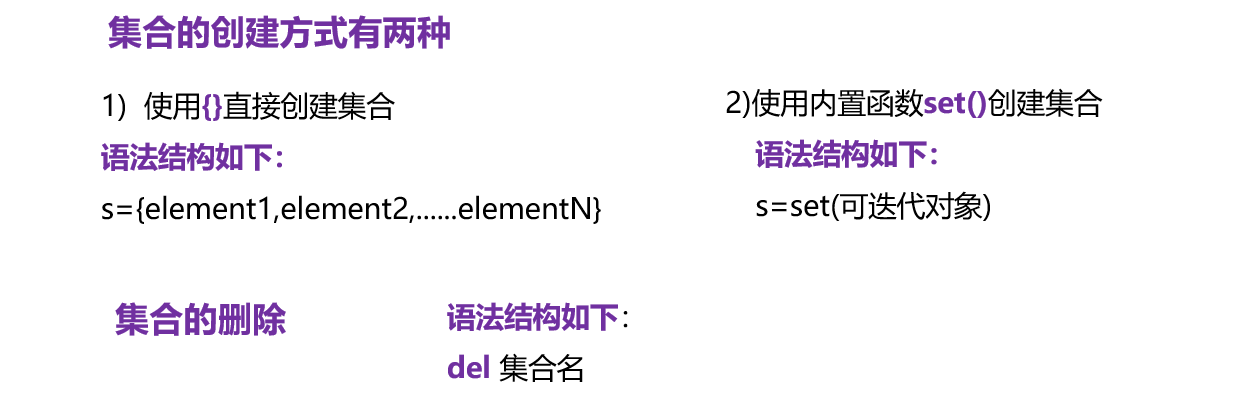 集合的创建方式有两种
1）使用{}直接创建集合
语法结构如下：
s={element1,element2,......elementN}
2)使用内置函数set()创建集合
语法结构如下：
s=set(可迭代对象)
集合的删除
语法结构如下：
del 集合名